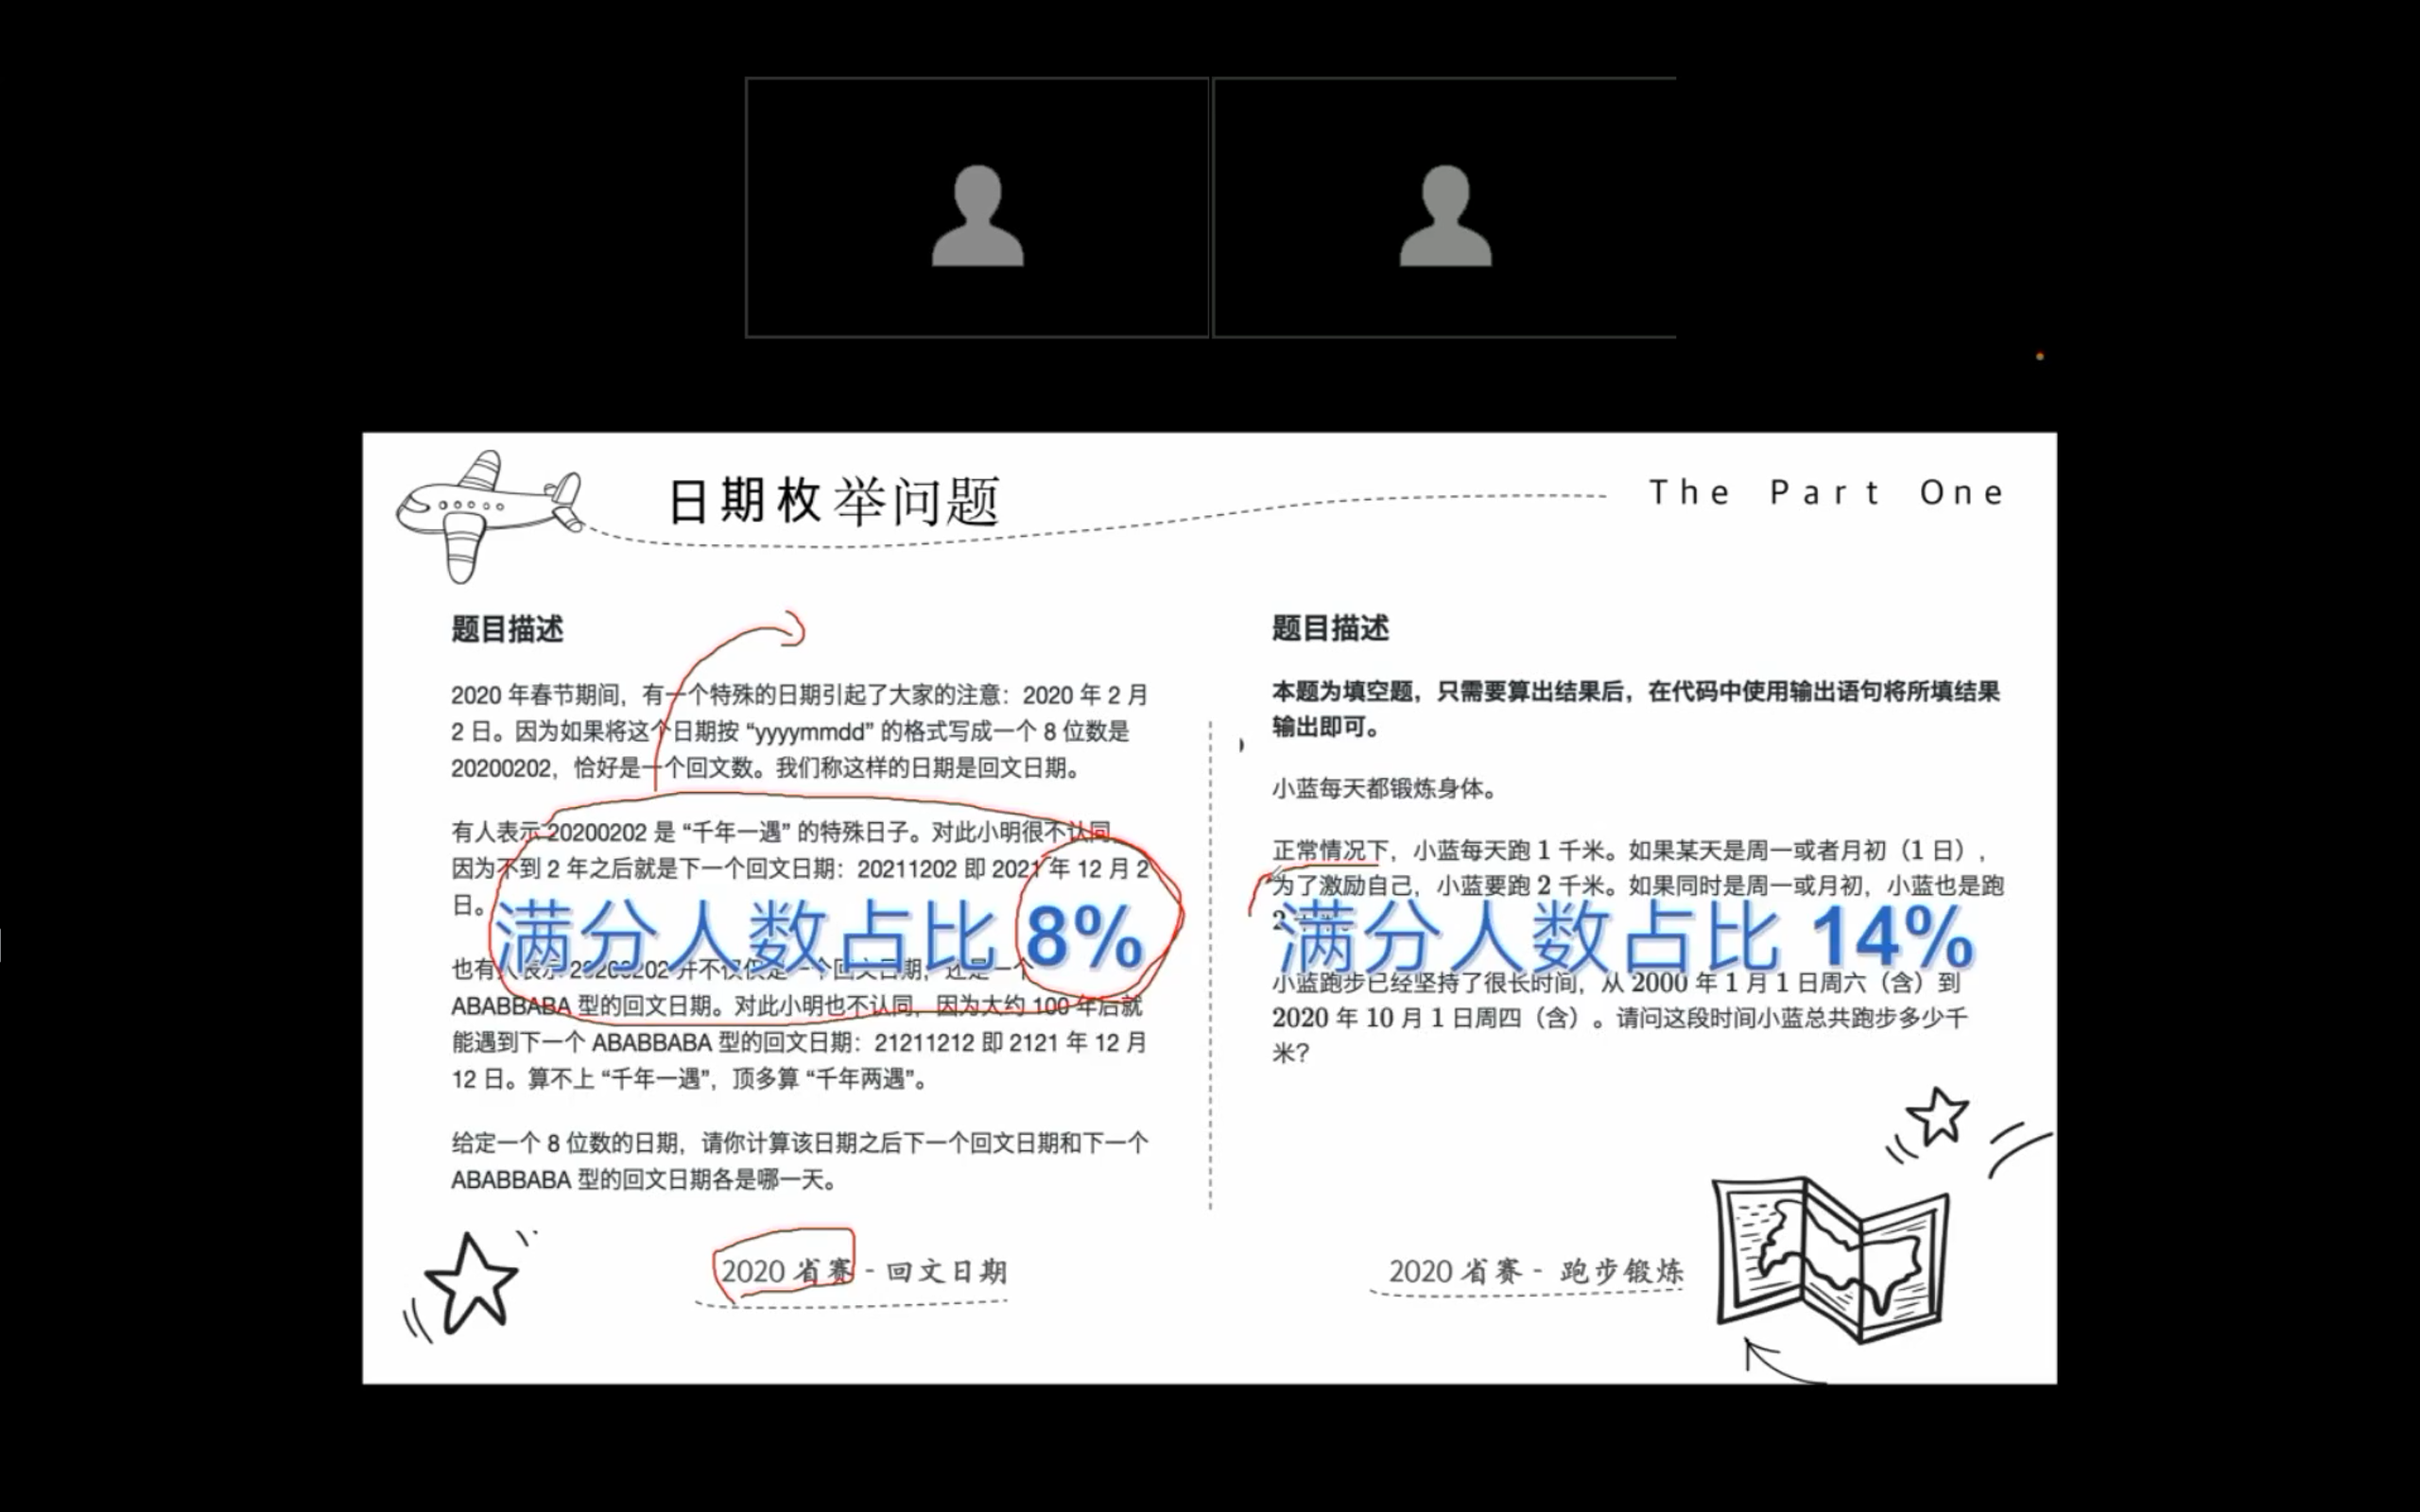 日期枚举问题
The Part One
题目描述
2020 年春节期间，有一个特殊的日期引起了大家的注意：2020 年 2 月
2 日。因为如果将这个日期按 “yyyymmdd” 的格式写成一个 8 位数是
20200202，恰好是一个回文数。我们称这样的日期是回文日期。
有人表示 20200202 是 “千年一遇” 的特殊日子。对此小明很不认同，
因为不到 2 年之后就是下一个回文日期：20211202 即 2021 年 12 月 2
日。
满分人数占比 8%
也有人表示 20200202 并不仅仅是一个回文日期，还是一个
ABABBABA 型的回文日期。对此小明也不认同，因为大约 100 年后就
能遇到下一个 ABABBABA 型的回文日期：21211212 即 2121 年 12 月
12 日。算不上 “千年一遇”，顶多算 “千年两遇”。
给定一个 8 位数的日期，请你计算该日期之后下一个回文日期和下一个
ABABBABA 型的回文日期各是哪一天。
2020 省赛 - 回文日期
题目描述
本题为填空题，只需要算出结果后，在代码中使用输出语句将所填结果
输出即可。
小蓝每天都锻炼身体。
正常情况下，小蓝每天跑 1 千米。如果某天是周一或者月初（1 日），
为了激励自己，小蓝要跑 2 千米。如果同时是周一或月初，小蓝也是跑
2
满分人数占比 14%
小蓝跑步已经坚持了很长时间，从 2000 年 1 月 1 日周六（含）到
2020 年 10 月 1 日周四（含）。请问这段时间小蓝总共跑步多少千
米？
2020 省赛 - 跑步锻炼